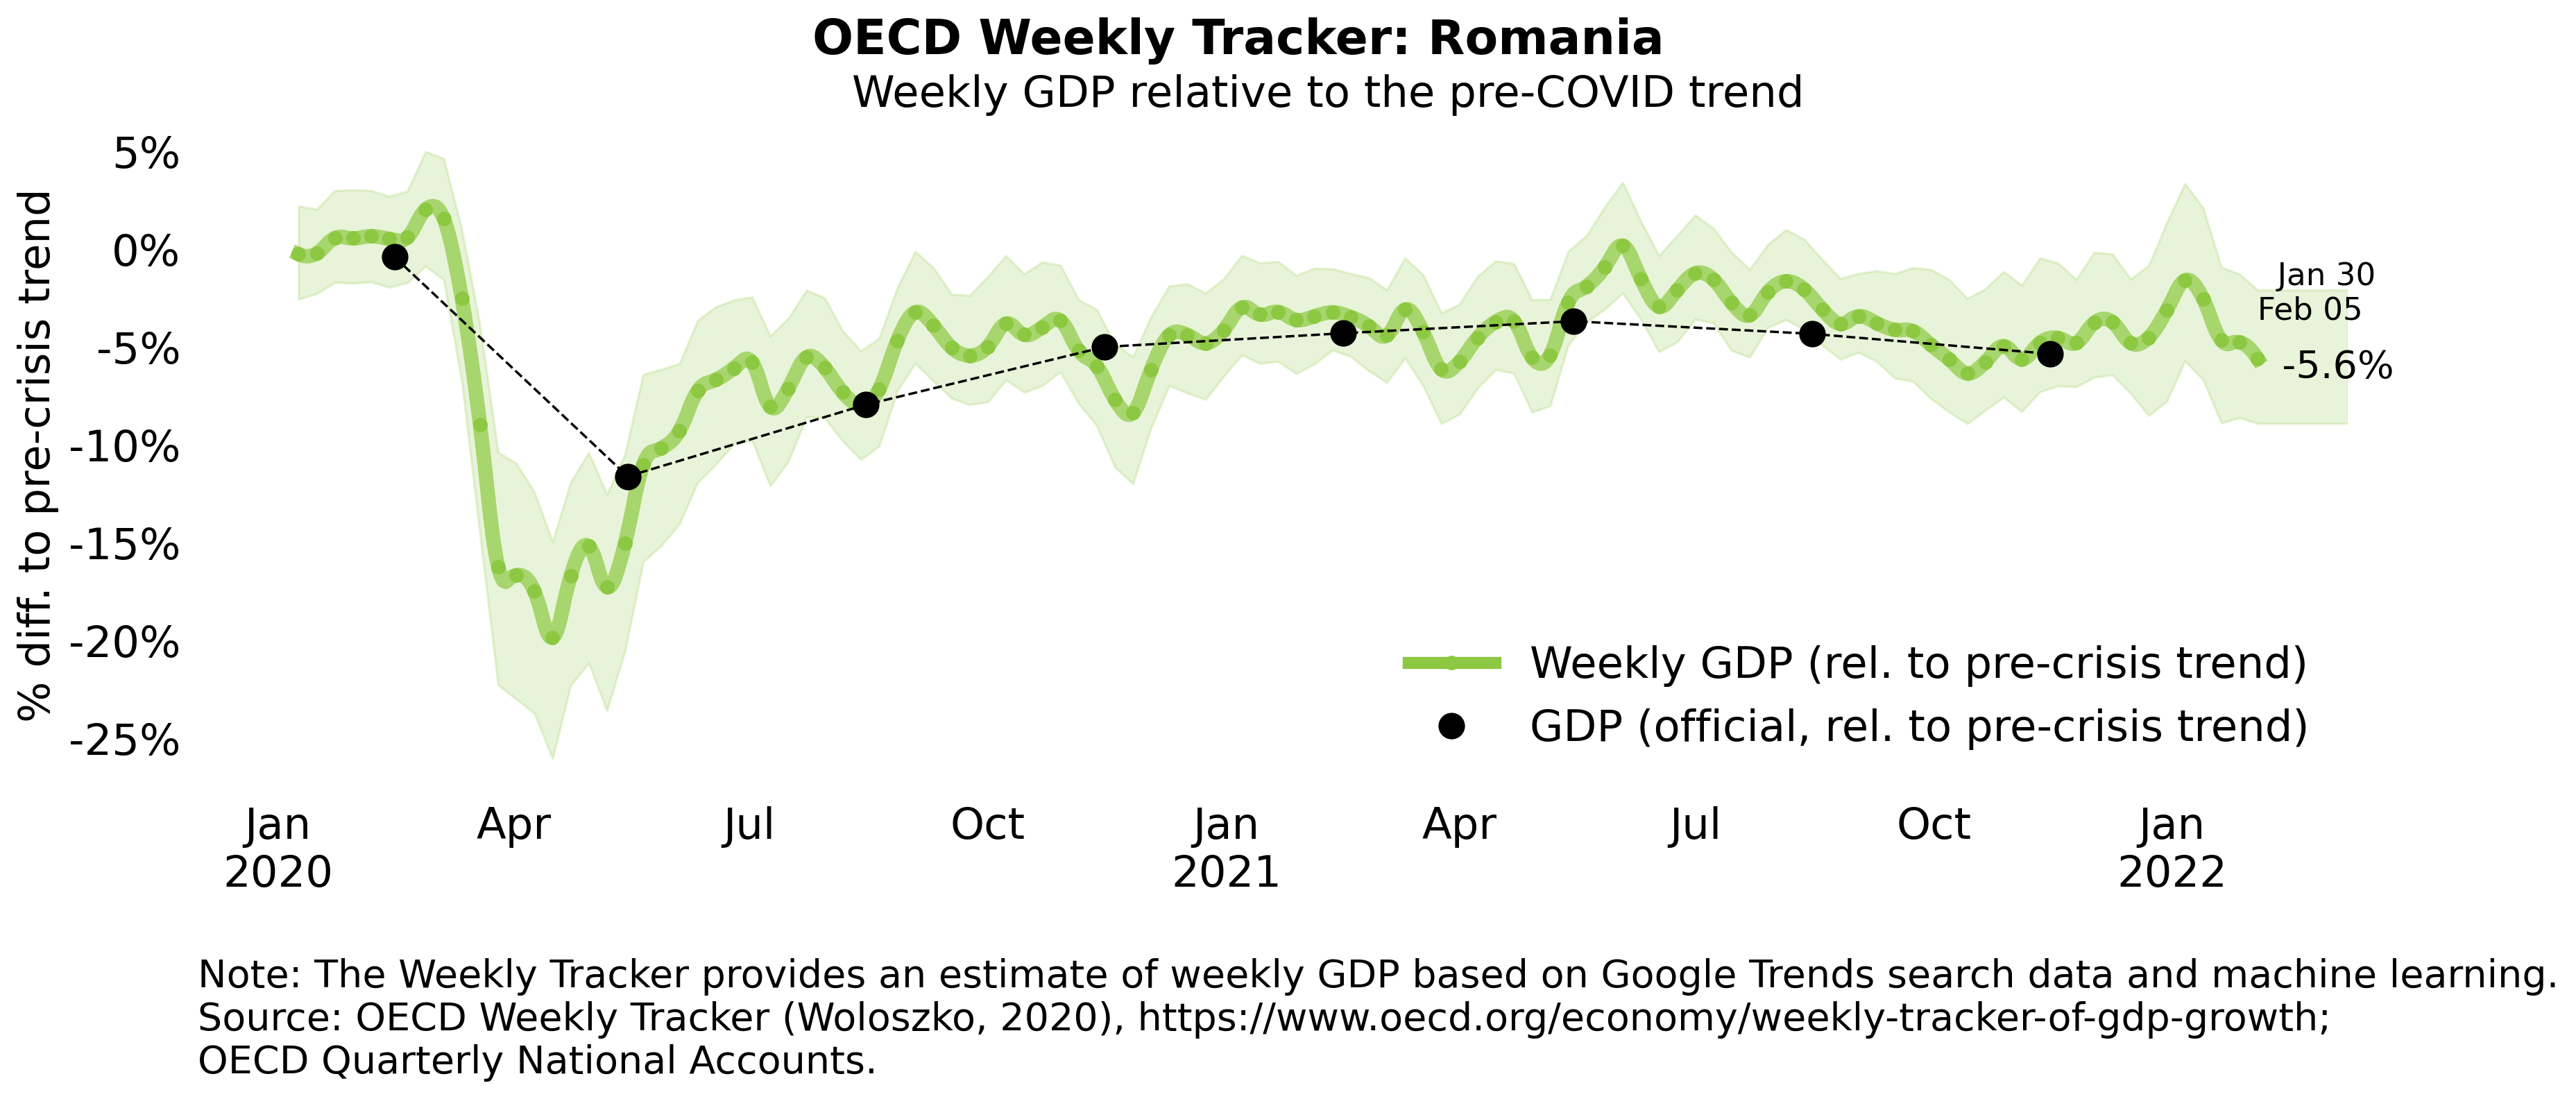 OECD Weekly Tracker: Romania
Weekly GDP relative to the pre-COVID trend
% diff. to pre-crisis trend
5%
0%
-5%
-10%
-15%
-20%
-25%
Jan 30
Feb 05
-5.6%
Weekly GDP (rel. to pre-crisis trend)
GDP (official, rel. to pre-crisis trend)
Jan Apr Jul Oct Jan Apr Jul Oct Jan
2020 2021 2022
Note: The Weekly Tracker provides an estimate of weekly GDP based on Google Trends search data and machine learning.
Source: OECD Weekly Tracker (Woloszko, 2020), https://www.oecd.org/economy/weekly-tracker-of-gdp-growth;
OECD Quarterly National Accounts.